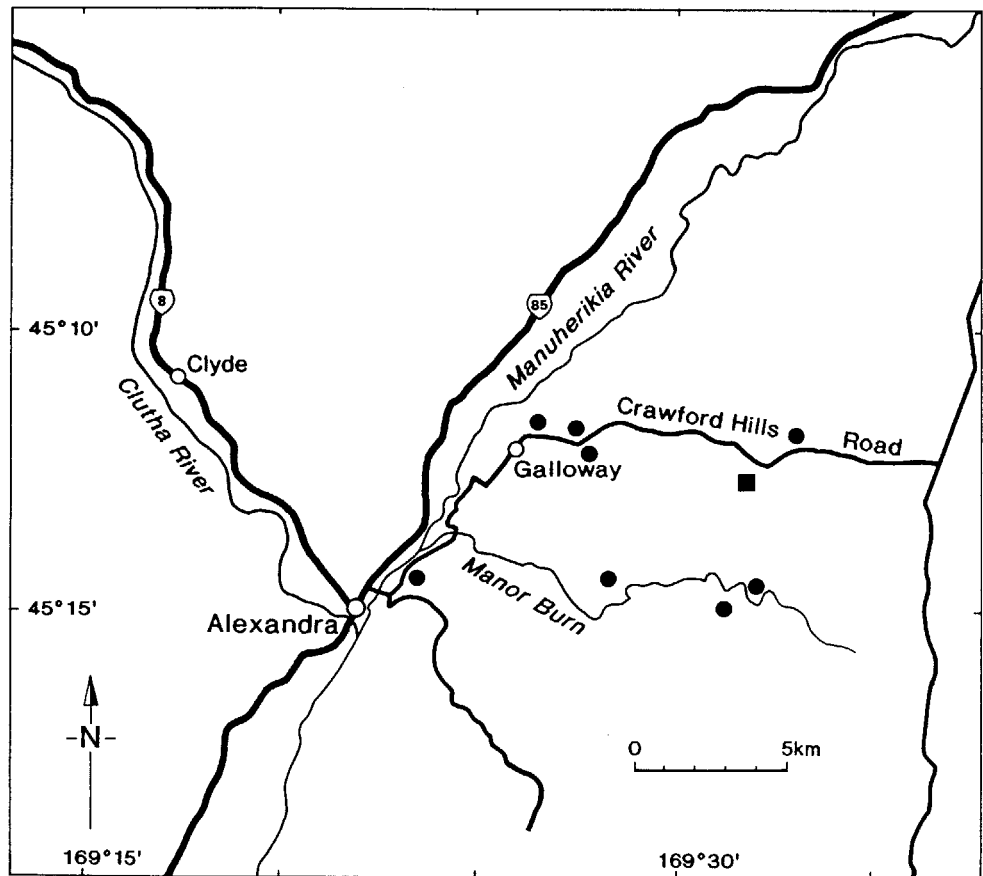 8
85
Manuherikia River
45°10'
Clyde
Clutha River
Crawford Hills Road
Galloway
Manor Burn
45°15'
Alexandra
-N-
0 5km
169°15' 169°30'